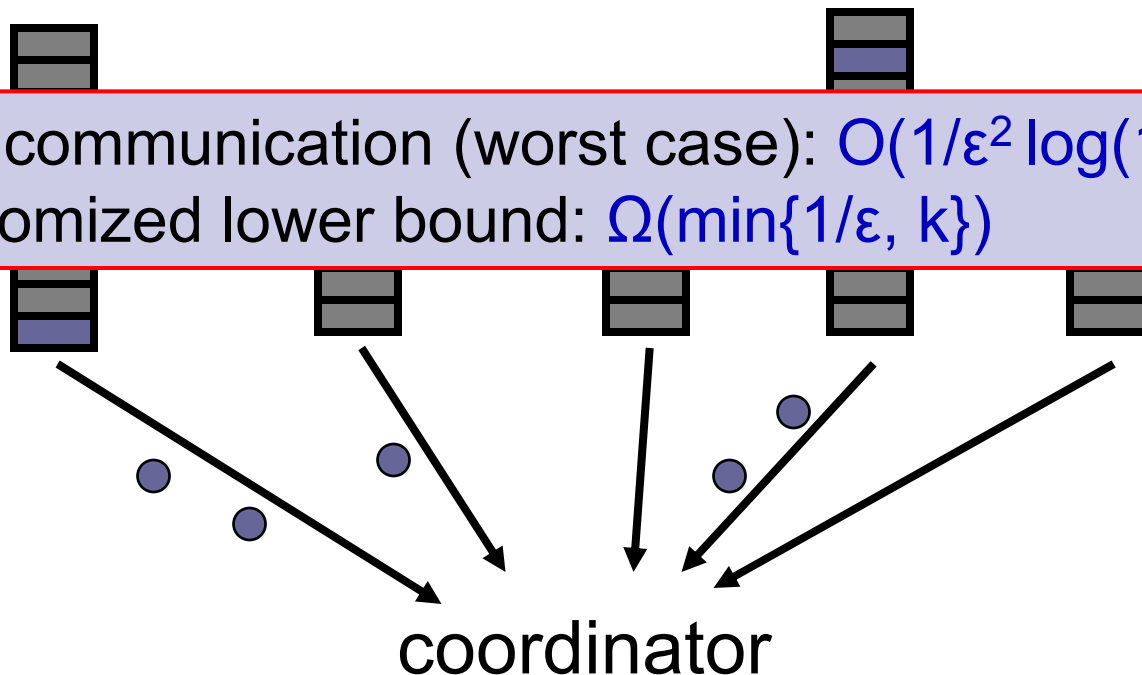 communication (worst case): O(1/ε² log(
omized lower bound: Ω(min{1/ε, k})
coordinator